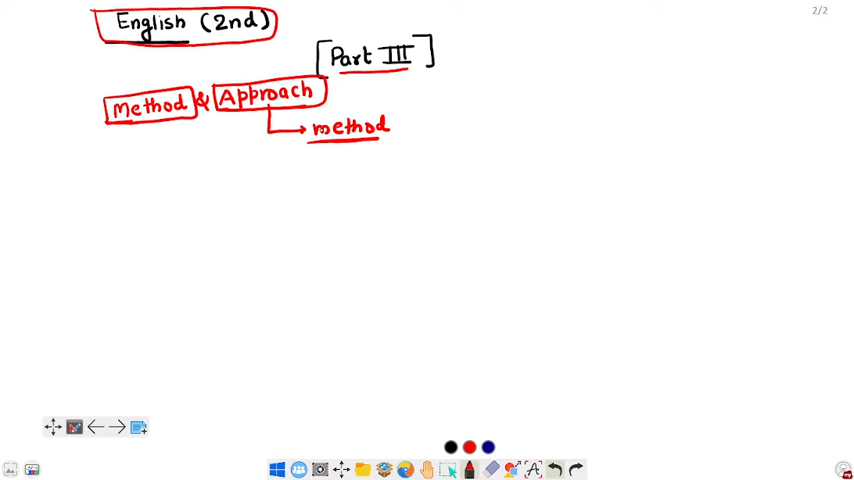 English (2nd)
2/2
[Part III]
Method & Approach
method